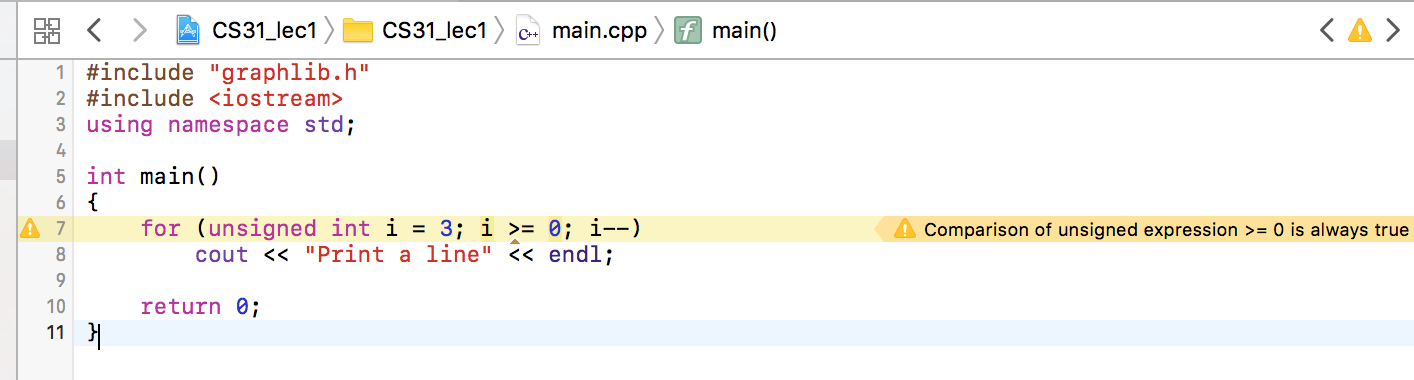 CS31_lec1 CS31_lec1 C++ main.cpp f main()
1 #include "graphlib.h"
2 #include <iostream>
3 using namespace std;
4
5 int main()
6 {
7 for (unsigned int i = 3; i >= 0; i--) Comparison of unsigned expression >= 0 is always true
8 cout << "Print a line" << endl;
9
10 return 0;
11 }